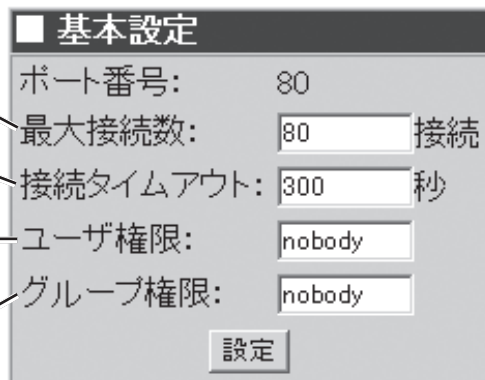 ■ 基本設定
ポート番号: 80
最大接続数: 80 接続
接続タイムアウト: 300 秒
ユーザ権限: nobody
グループ権限: nobody
設定